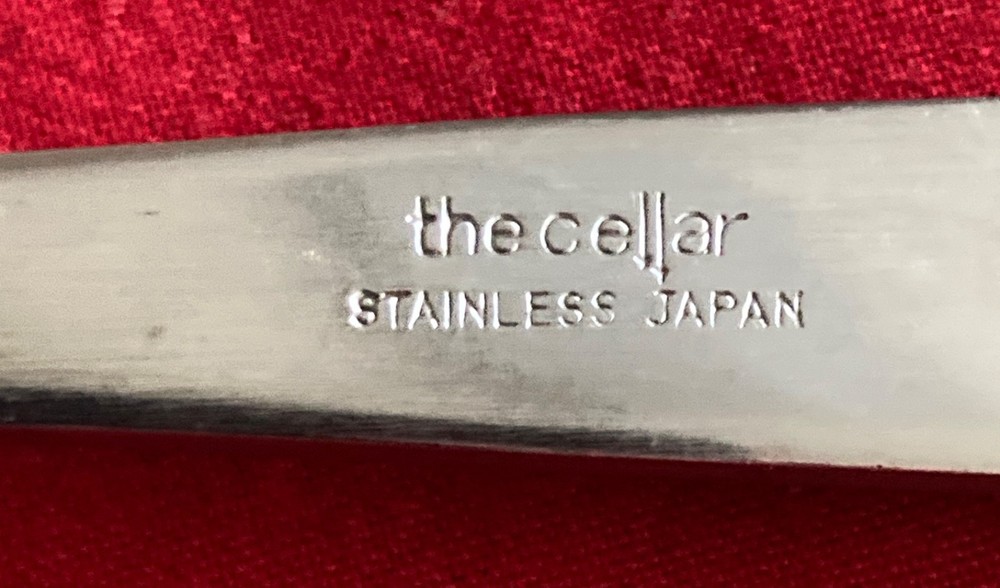 the cellar
STAINLESS JAPAN